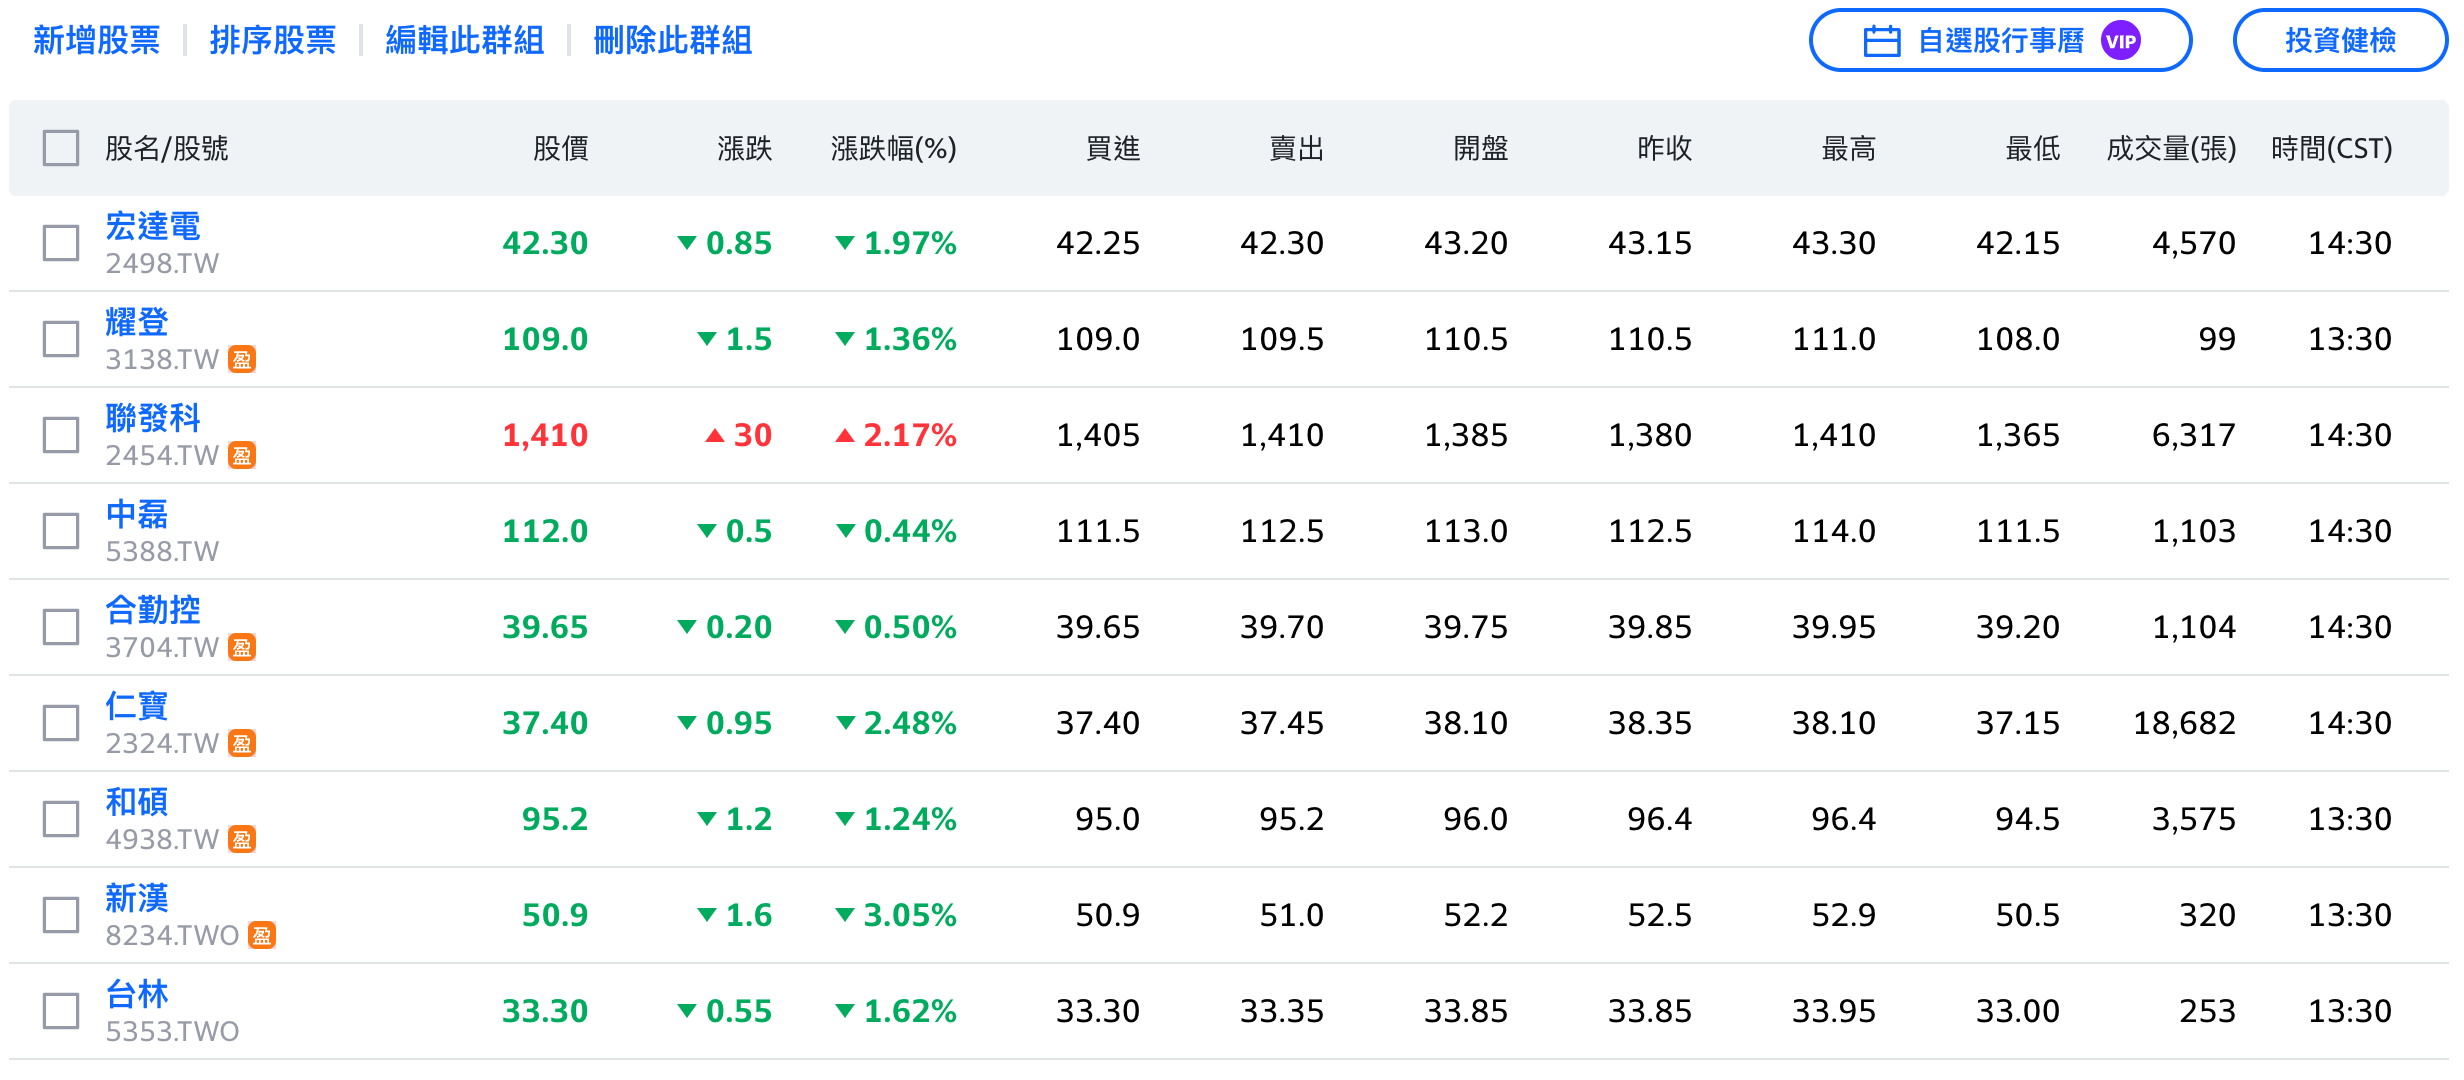 新增股票 排序股票 編輯此群組 刪除此群組 自選股行事曆 VIP 投資健檢
股名/股號 股價 漲跌 漲跌幅(%) 買進 賣出 開盤 昨收 最高 最低 成交量(張) 時間(CST)
宏達電
2498.TW 42.30 ▼ 0.85 ▼ 1.97% 42.25 42.30 43.20 43.15 43.30 42.15 4,570 14:30
耀登
3138.TW 盈 109.0 ▼ 1.5 ▼ 1.36% 109.0 109.5 110.5 110.5 111.0 108.0 99 13:30
聯發科
2454.TW 盈 1,410 ▲ 30 ▲ 2.17% 1,405 1,410 1,385 1,380 1,410 1,365 6,317 14:30
中磊
5388.TW 112.0 ▼ 0.5 ▼ 0.44% 111.5 112.5 113.0 112.5 114.0 111.5 1,103 14:30
合勤控
3704.TW 盈 39.65 ▼ 0.20 ▼ 0.50% 39.65 39.70 39.75 39.85 39.95 39.20 1,104 14:30
仁寶
2324.TW 盈 37.40 ▼ 0.95 ▼ 2.48% 37.40 37.45 38.10 38.35 38.10 37.15 18,682 14:30
和碩
4938.TW 盈 95.2 ▼ 1.2 ▼ 1.24% 95.0 95.2 96.0 96.4 96.4 94.5 3,575 13:30
新漢
8234.TWO 盈 50.9 ▼ 1.6 ▼ 3.05% 50.9 51.0 52.2 52.5 52.9 50.5 320 13:30
台林
5353.TWO 33.30 ▼ 0.55 ▼ 1.62% 33.30 33.35 33.85 33.85 33.95 33.00 253 13:30